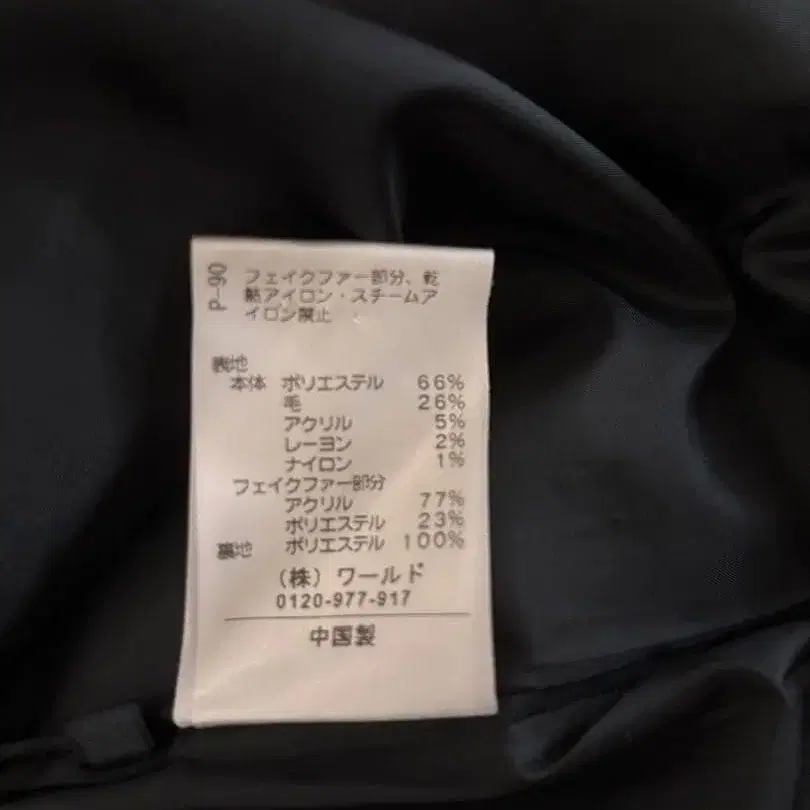 P-90
フェイクファー部分、乾
熱アイロン・スチームア
イロン禁止
表地
本体 ポリエステル 66%
毛 26%
アクリル 5%
レーヨン 2%
ナイロン 1%
フェイクファー部分
アクリル 77%
ポリエステル 23%
裏地 ポリエステル 100%
(株)ワールド
0120-977-917
中国製